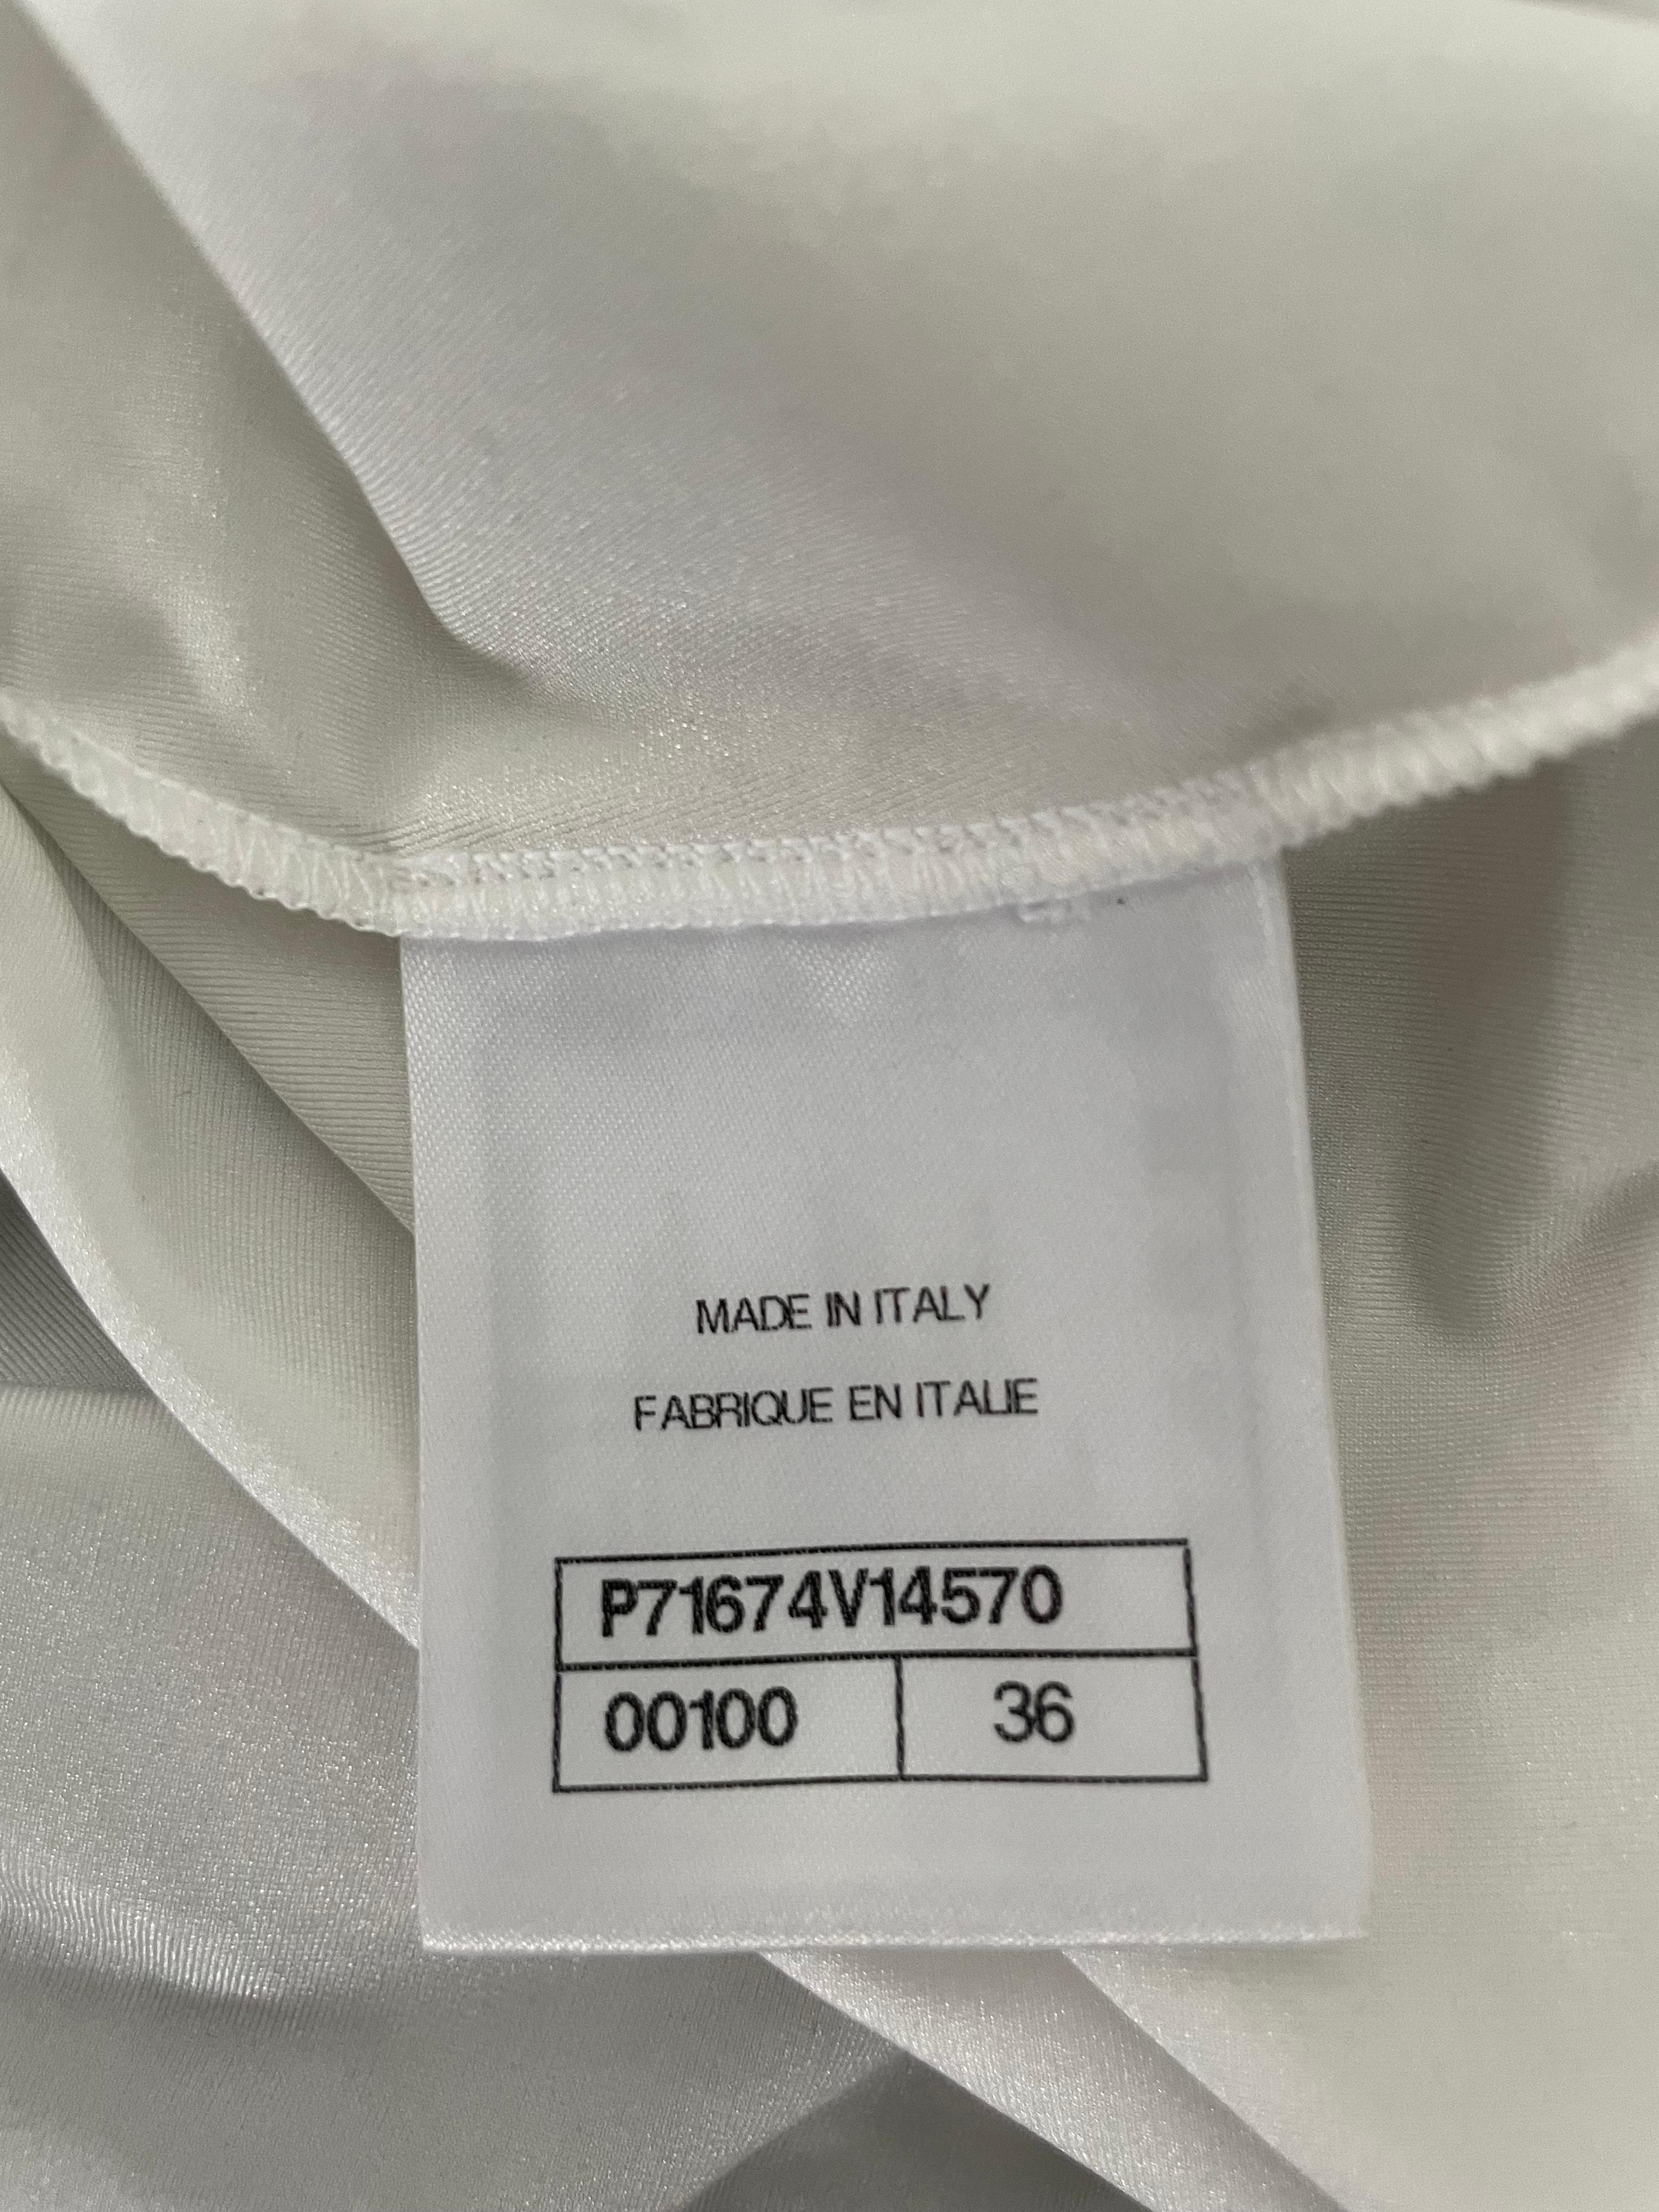 MADE IN ITALY
FABRIQUE EN ITALIE
P71674V14570
00100 36